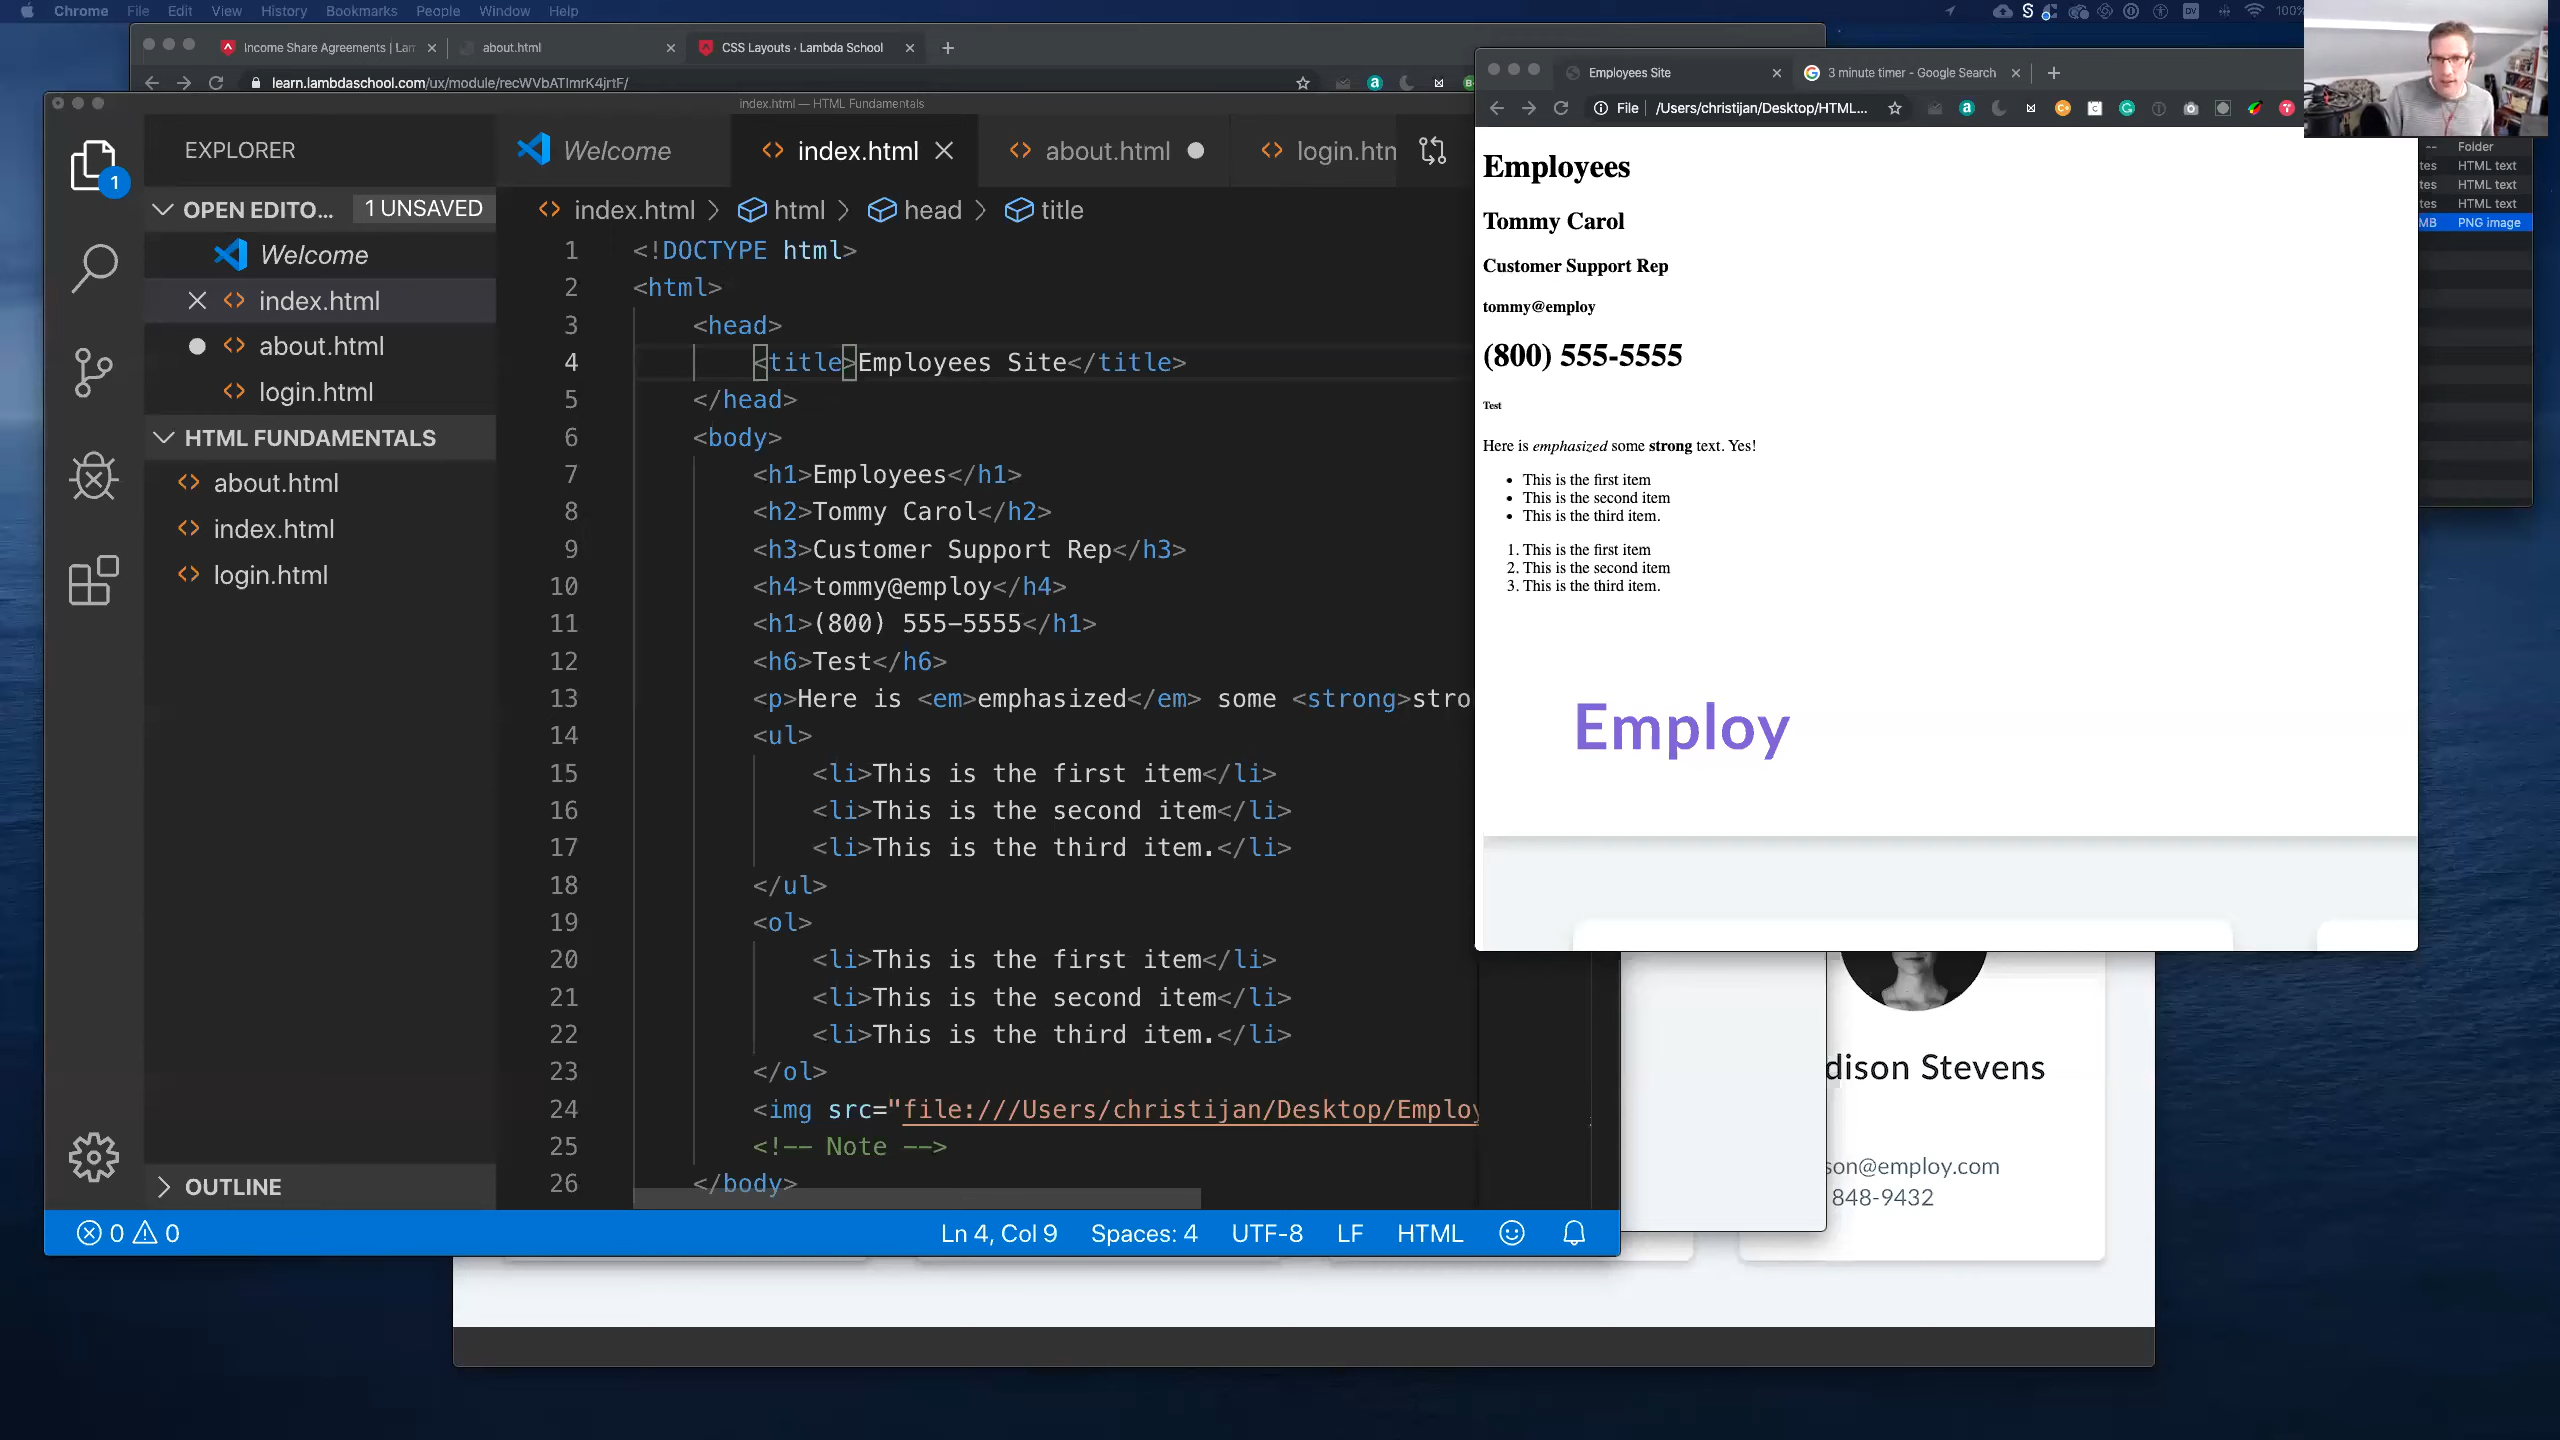 Chrome File Edit View History Bookmarks People Window Help
100%
Income Share Agreements | Lam
about.html
CSS Layouts · Lambda School
learn.lambdaschool.com/ux/module/recWVbATImrK4jrtF/
index.html — HTML Fundamentals
EXPLORER
1
OPEN EDITO... 1 UNSAVED
Welcome
index.html
about.html
login.html
HTML FUNDAMENTALS
about.html
index.html
login.html
OUTLINE
Welcome index.html about.html login.htm
index.html html head title
1 <!DOCTYPE html>
2 <html>
3 <head>
4 <title>Employees Site</title>
5 </head>
6 <body>
7 <h1>Employees</h1>
8 <h2>Tommy Carol</h2>
9 <h3>Customer Support Rep</h3>
10 <h4>tommy@employ</h4>
11 <h1>(800) 555-5555</h1>
12 <h6>Test</h6>
13 <p>Here is <em>emphasized</em> some <strong>stro
14 <ul>
15 <li>This is the first item</li>
16 <li>This is the second item</li>
17 <li>This is the third item.</li>
18 </ul>
19 <ol>
20 <li>This is the first item</li>
21 <li>This is the second item</li>
22 <li>This is the third item.</li>
23 </ol>
24 <img src="file:///Users/christijan/Desktop/Employ
25 <!-- Note -->
26 </body>
0 0 Ln 4, Col 9 Spaces: 4 UTF-8 LF HTML
Employees Site
3 minute timer - Google Search
File /Users/christijan/Desktop/HTML...
Employees
Tommy Carol
Customer Support Rep
tommy@employ
(800) 555-5555
Test
Here is emphasized some strong text. Yes!
• This is the first item
• This is the second item
• This is the third item.
1. This is the first item
2. This is the second item
3. This is the third item.
Employ
-- Folder
tes HTML text
tes HTML text
tes HTML text
MB PNG image
dison Stevens
son@employ.com
848-9432